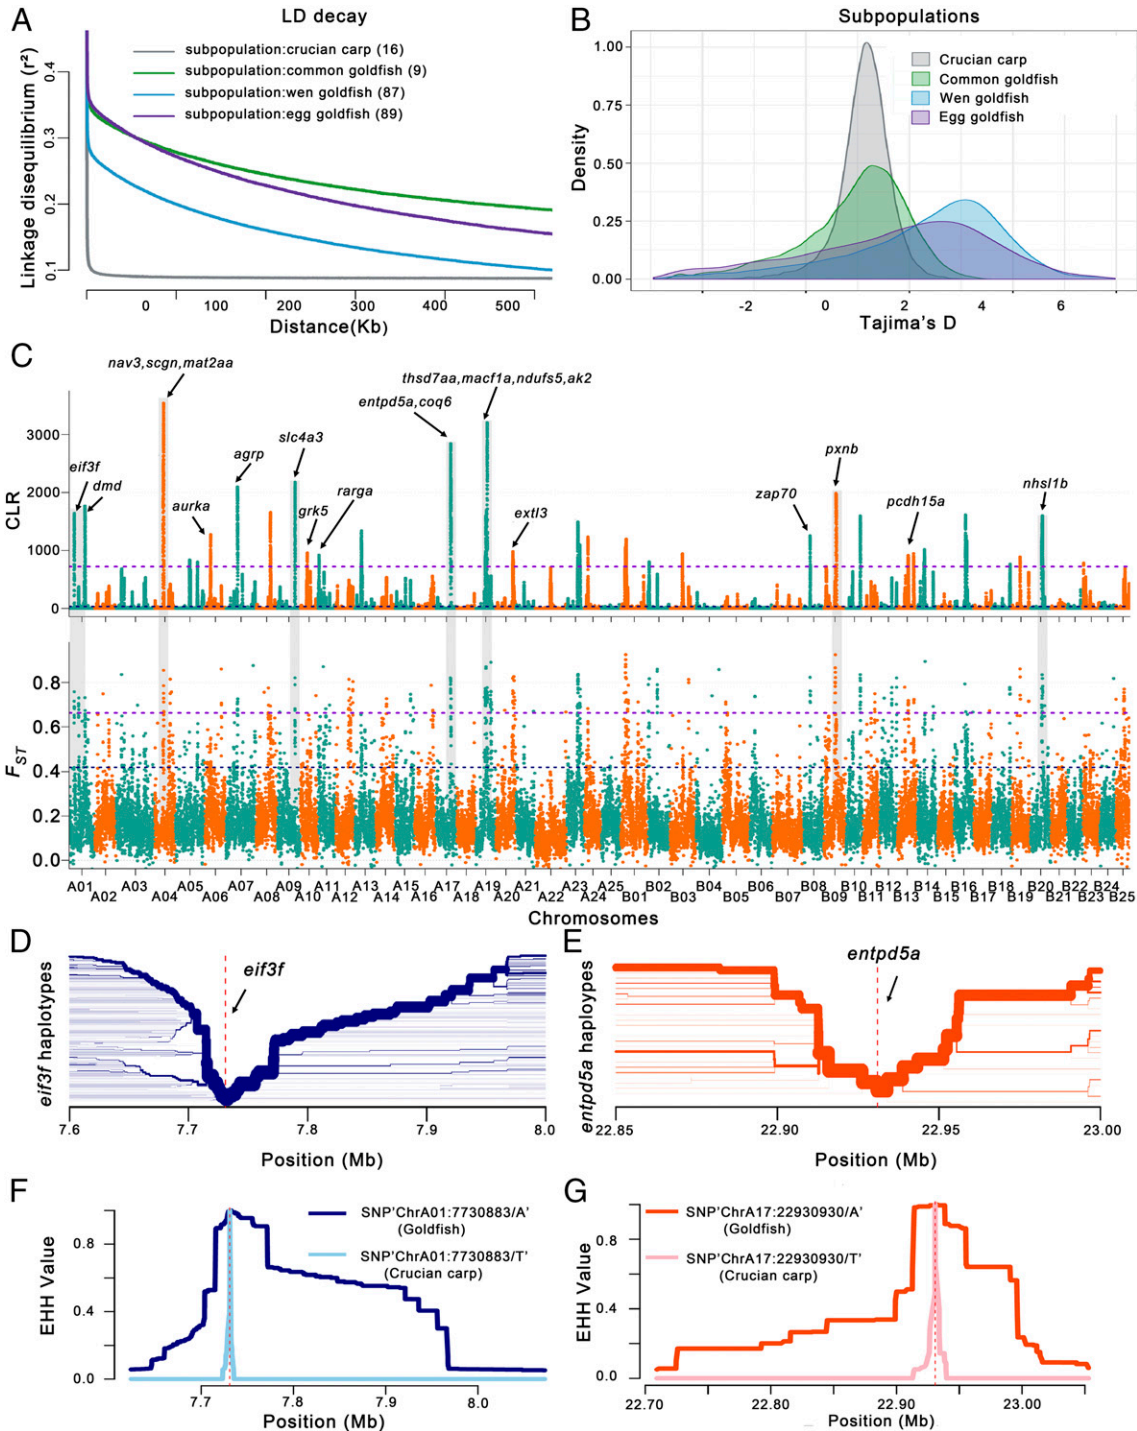 A
LD decay
subpopulation:crucian carp (16)
subpopulation:common goldfish (9)
subpopulation:wen goldfish (87)
subpopulation:egg goldfish (89)
Linkage disequilibrium (r²)
0.4
0.3
0.2
0.1
0 100 200 300 400 500
Distance(Kb)
B
Subpopulations
Crucian carp
Common goldfish
Wen goldfish
Egg goldfish
Density
1.00
0.75
0.50
0.25
0.00
-2 0 2 4 6
Tajima's D
C
nav3,scgn,mat2aa
thsd7aa,macf1a,ndufs5,ak2
entpd5a,coq6
eif3f
dmd
aurka
agrp
slc4a3
grk5
rarga
extl3
zap70
pxnb
pcdh15a
nhsl1b
CLR
3000
2000
1000
0
FST
0.8
0.6
0.4
0.2
0.0
A01 A03 A04 A05 A07 A09 A11 A13 A15 A17 A19 A21 A23 A25 B02 B04 B06 B08 B10 B12 B14 B16 B18 B20 B22 B24
A02 A04 A06 A08 A10 A12 A14 A16 A18 A20 A22 A24 B01 B03 B05 B07 B09 B11 B13 B15 B17 B19 B21 B23 B25
Chromosomes
D
eif3f
eif3f haplotypes
7.6 7.7 7.8 7.9 8.0
Position (Mb)
E
entpd5a
entpd5a haplotypes
22.85 22.90 22.95 23.00
Position (Mb)
F
SNP'ChrA01:7730883/A'
(Goldfish)
SNP'ChrA01:7730883/T'
(Crucian carp)
EHH Value
0.8
0.4
0.0
7.7 7.8 7.9 8.0
Position (Mb)
G
SNP'ChrA17:22930930/A'
(Goldfish)
SNP'ChrA17:22930930/T'
(Crucian carp)
EHH Value
0.8
0.4
0.0
22.70 22.80 22.90 23.00
Position (Mb)